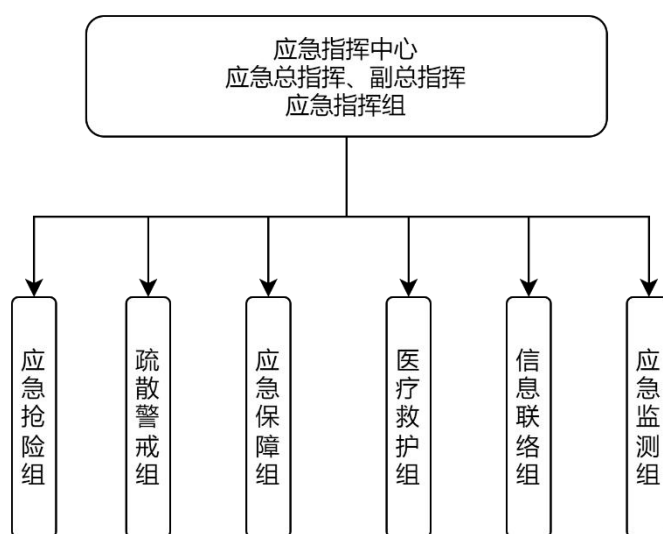 应急指挥中心
应急总指挥、副总指挥
应急指挥组
应急抢险组
疏散警戒组
应急保障组
医疗救护组
信息联络组
应急监测组